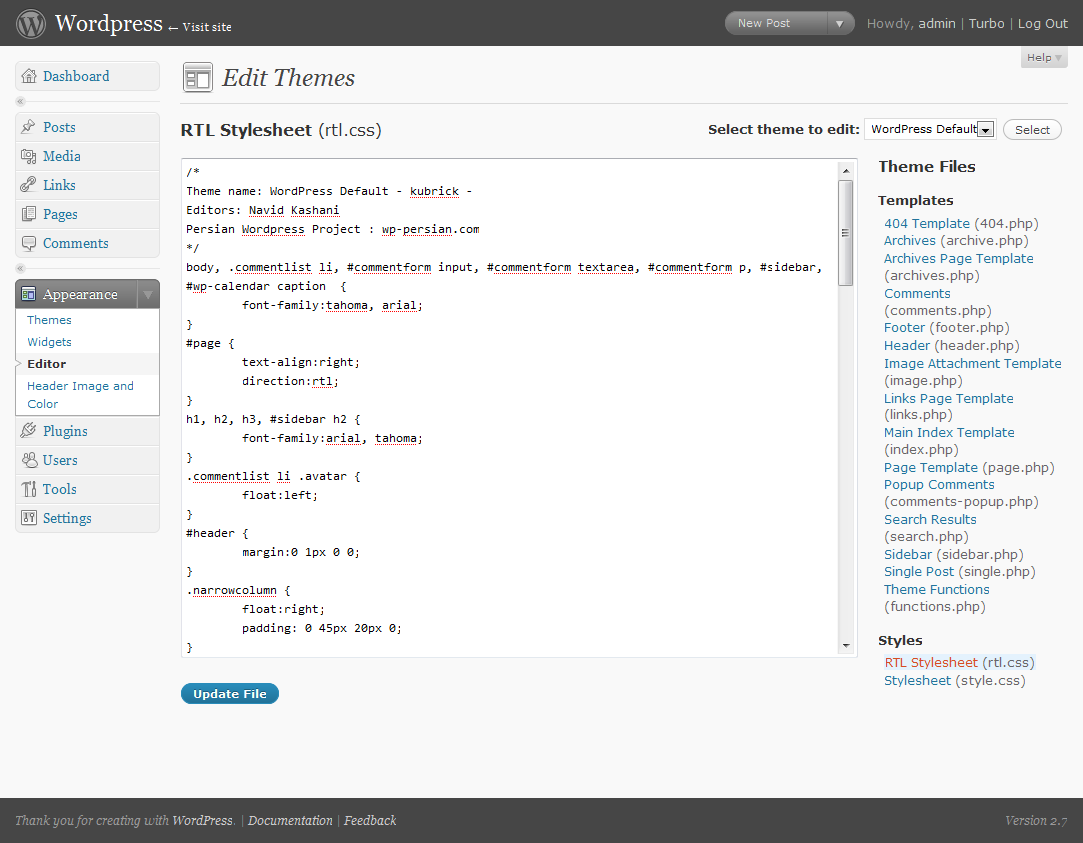 Wordpress ← Visit site
New Post
Howdy, admin | Turbo | Log Out
Help
Dashboard
Posts
Media
Links
Pages
Comments
Appearance
Themes
Widgets
Editor
Header Image and
Color
Plugins
Users
Tools
Settings
Edit Themes
RTL Stylesheet (rtl.css)
Select theme to edit: WordPress Default Select
/*
Theme name: WordPress Default - kubrick -
Editors: Navid Kashani
Persian Wordpress Project : wp-persian.com
*/
body, .commentlist li, #commentform input, #commentform textarea, #commentform p, #sidebar,
#wp-calendar caption  {
        font-family:tahoma, arial;
}
#page {
        text-align:right;
        direction:rtl;
}
h1, h2, h3, #sidebar h2 {
        font-family:arial, tahoma;
}
.commentlist li .avatar {
        float:left;
}
#header {
        margin:0 1px 0 0;
}
.narrowcolumn {
        float:right;
        padding: 0 45px 20px 0;
}
Update File
Theme Files
Templates
404 Template (404.php)
Archives (archive.php)
Archives Page Template
(archives.php)
Comments
(comments.php)
Footer (footer.php)
Header (header.php)
Image Attachment Template
(image.php)
Links Page Template
(links.php)
Main Index Template
(index.php)
Page Template (page.php)
Popup Comments
(comments-popup.php)
Search Results
(search.php)
Sidebar (sidebar.php)
Single Post (single.php)
Theme Functions
(functions.php)
Styles
RTL Stylesheet (rtl.css)
Stylesheet (style.css)
Thank you for creating with WordPress. | Documentation | Feedback
Version 2.7